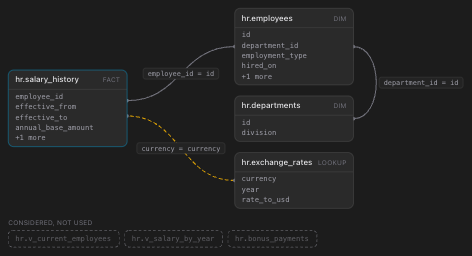 hr.employees DIM
id
department_id
employment_type
hired_on
+1 more
employee_id = id
department_id = id
hr.salary_history FACT
employee_id
effective_from
effective_to
annual_base_amount
+1 more
hr.departments DIM
id
division
currency = currency
hr.exchange_rates LOOKUP
currency
year
rate_to_usd
CONSIDERED, NOT USED
hr.v_current_employees hr.v_salary_by_year hr.bonus_payments